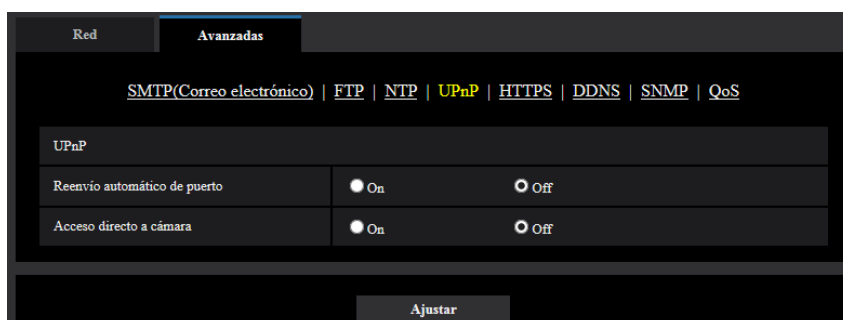 Red Avanzadas
SMTP(Correo electrónico) | FTP | NTP | UPnP | HTTPS | DDNS | SNMP | QoS
UPnP
Reenvío automático de puerto On Off
Acceso directo a cámara On Off
Ajustar